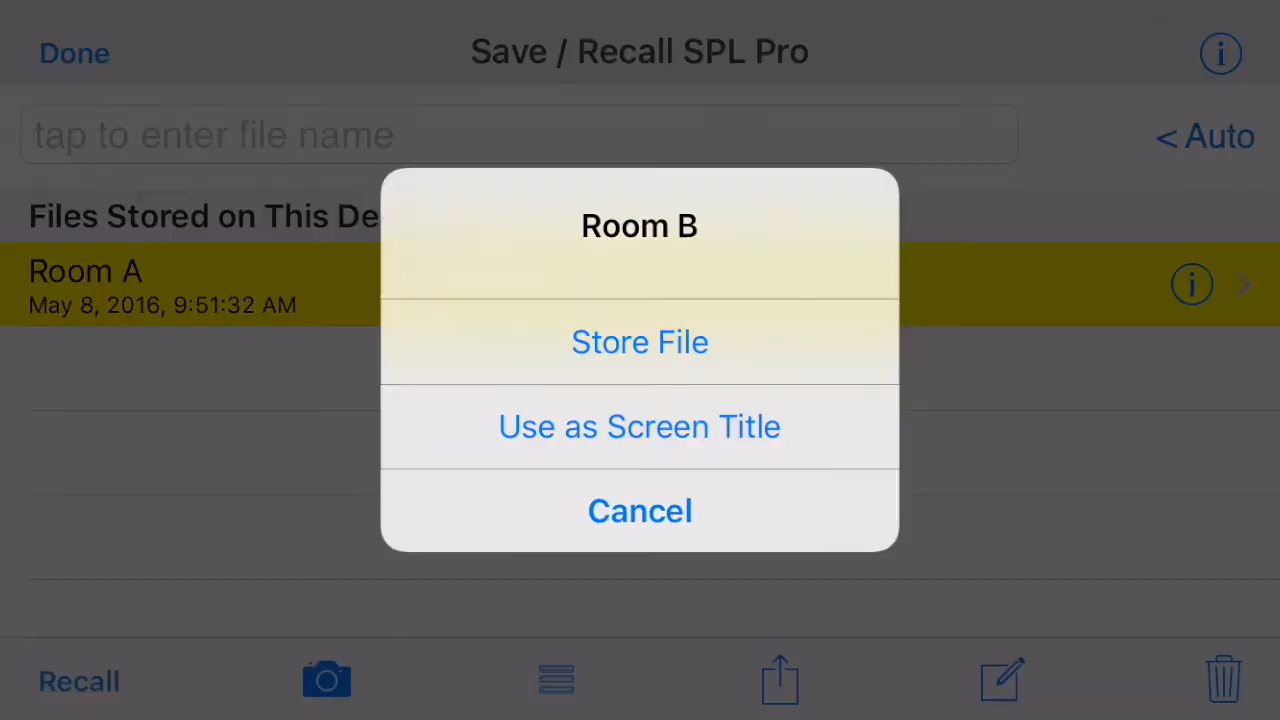 Done
Save / Recall SPL Pro
tap to enter file name
< Auto
Files Stored on This De
Room A
May 8, 2016, 9:51:32 AM
Room B
Store File
Use as Screen Title
Cancel
Recall